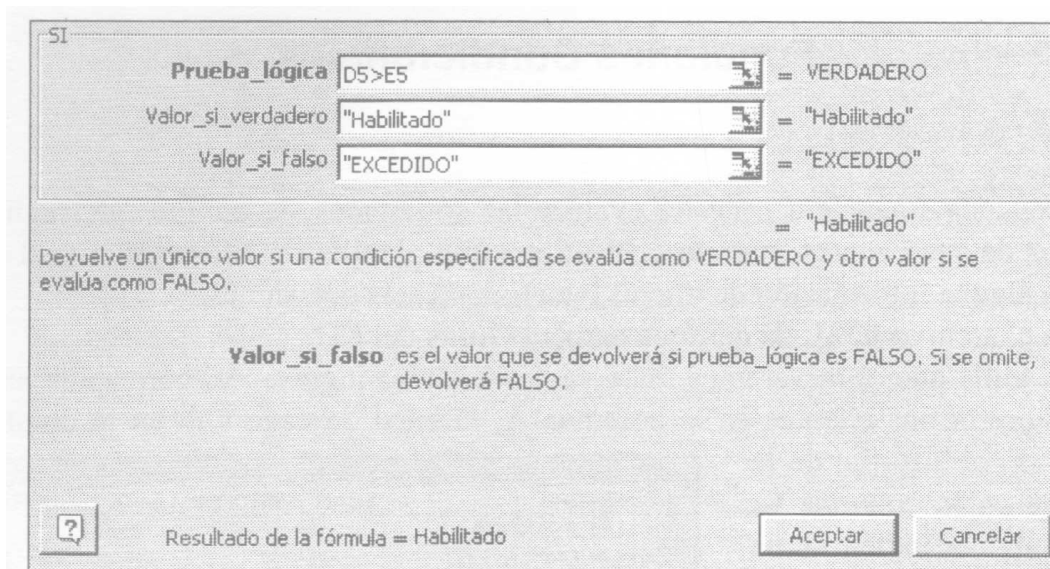 SI
Prueba_lógica D5>E5 = VERDADERO
Valor_si_verdadero "Habilitado" = "Habilitado"
Valor_si_falso "EXCEDIDO" = "EXCEDIDO"
= "Habilitado"
Devuelve un único valor si una condición especificada se evalúa como VERDADERO y otro valor si se
evalúa como FALSO.
Valor_si_falso es el valor que se devolverá si prueba_lógica es FALSO. Si se omite,
devolverá FALSO.
? Resultado de la fórmula = Habilitado Aceptar Cancelar